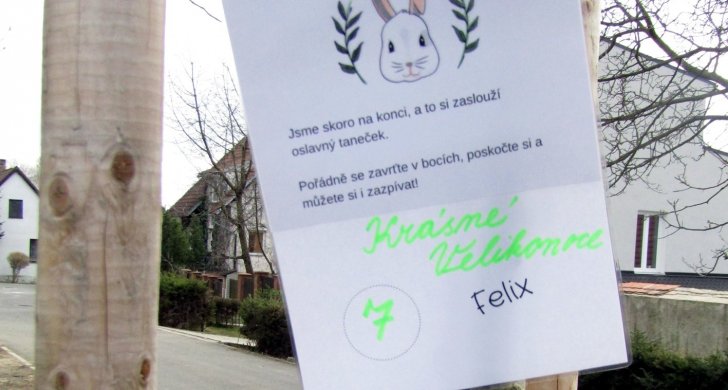 Jsme skoro na konci, a to si zaslouží
oslavný taneček.
Pořádně se zavrťte v bocích, poskočte si a
můžete si i zazpívat!
Krásné
Velikonoce
7
Felix